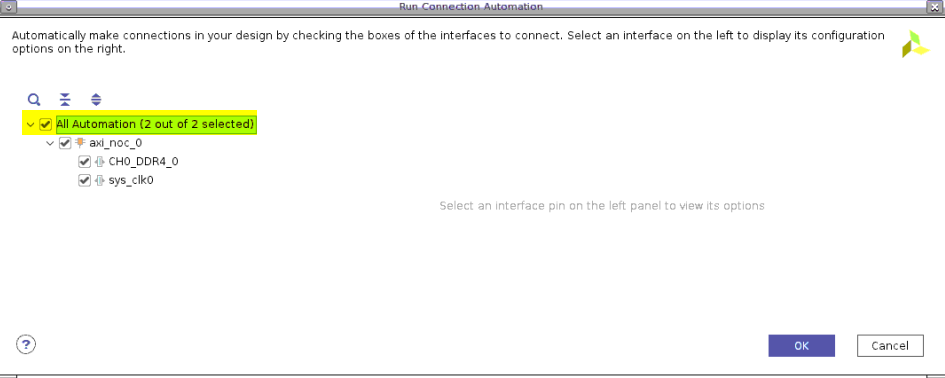 Run Connection Automation
Automatically make connections in your design by checking the boxes of the interfaces to connect. Select an interface on the left to display its configuration
options on the right.
All Automation (2 out of 2 selected)
axi_noc_0
CH0_DDR4_0
sys_clk0
Select an interface pin on the left panel to view its options
?
OK
Cancel